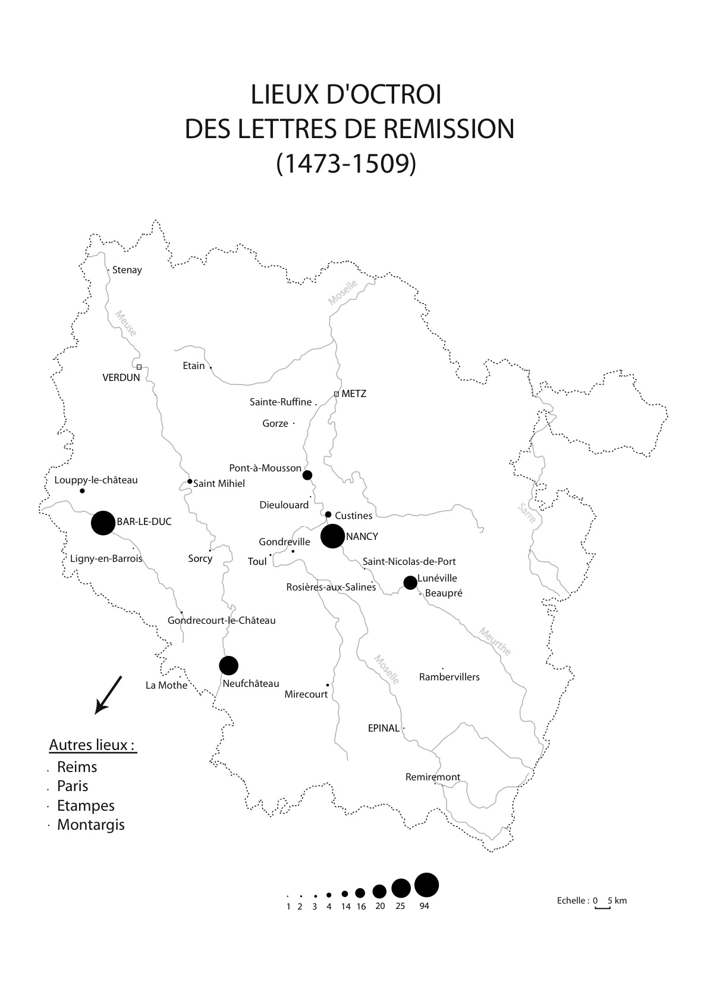 LIEUX D'OCTROI
DES LETTRES DE REMISSION
(1473-1509)
Stenay
Moselle
Meuse
Etain
VERDUN
METZ
Sainte-Ruffine
Gorze
Pont-à-Mousson
Louppy-le-château
Saint Mihiel
Dieulouard
Sarre
Custines
BAR-LE-DUC
NANCY
Gondreville
Ligny-en-Barrois
Sorcy
Toul
Saint-Nicolas-de-Port
Lunéville
Rosières-aux-Salines
Beaupré
Gondrecourt-le-Château
Meurthe
Moselle
Rambervillers
La Mothe
Neufchâteau
Mirecourt
EPINAL
Autres lieux :
Reims
Paris
Etampes
Montargis
Remiremont
1 2 3 4 14 16 20 25 94
Echelle : 0 5 km